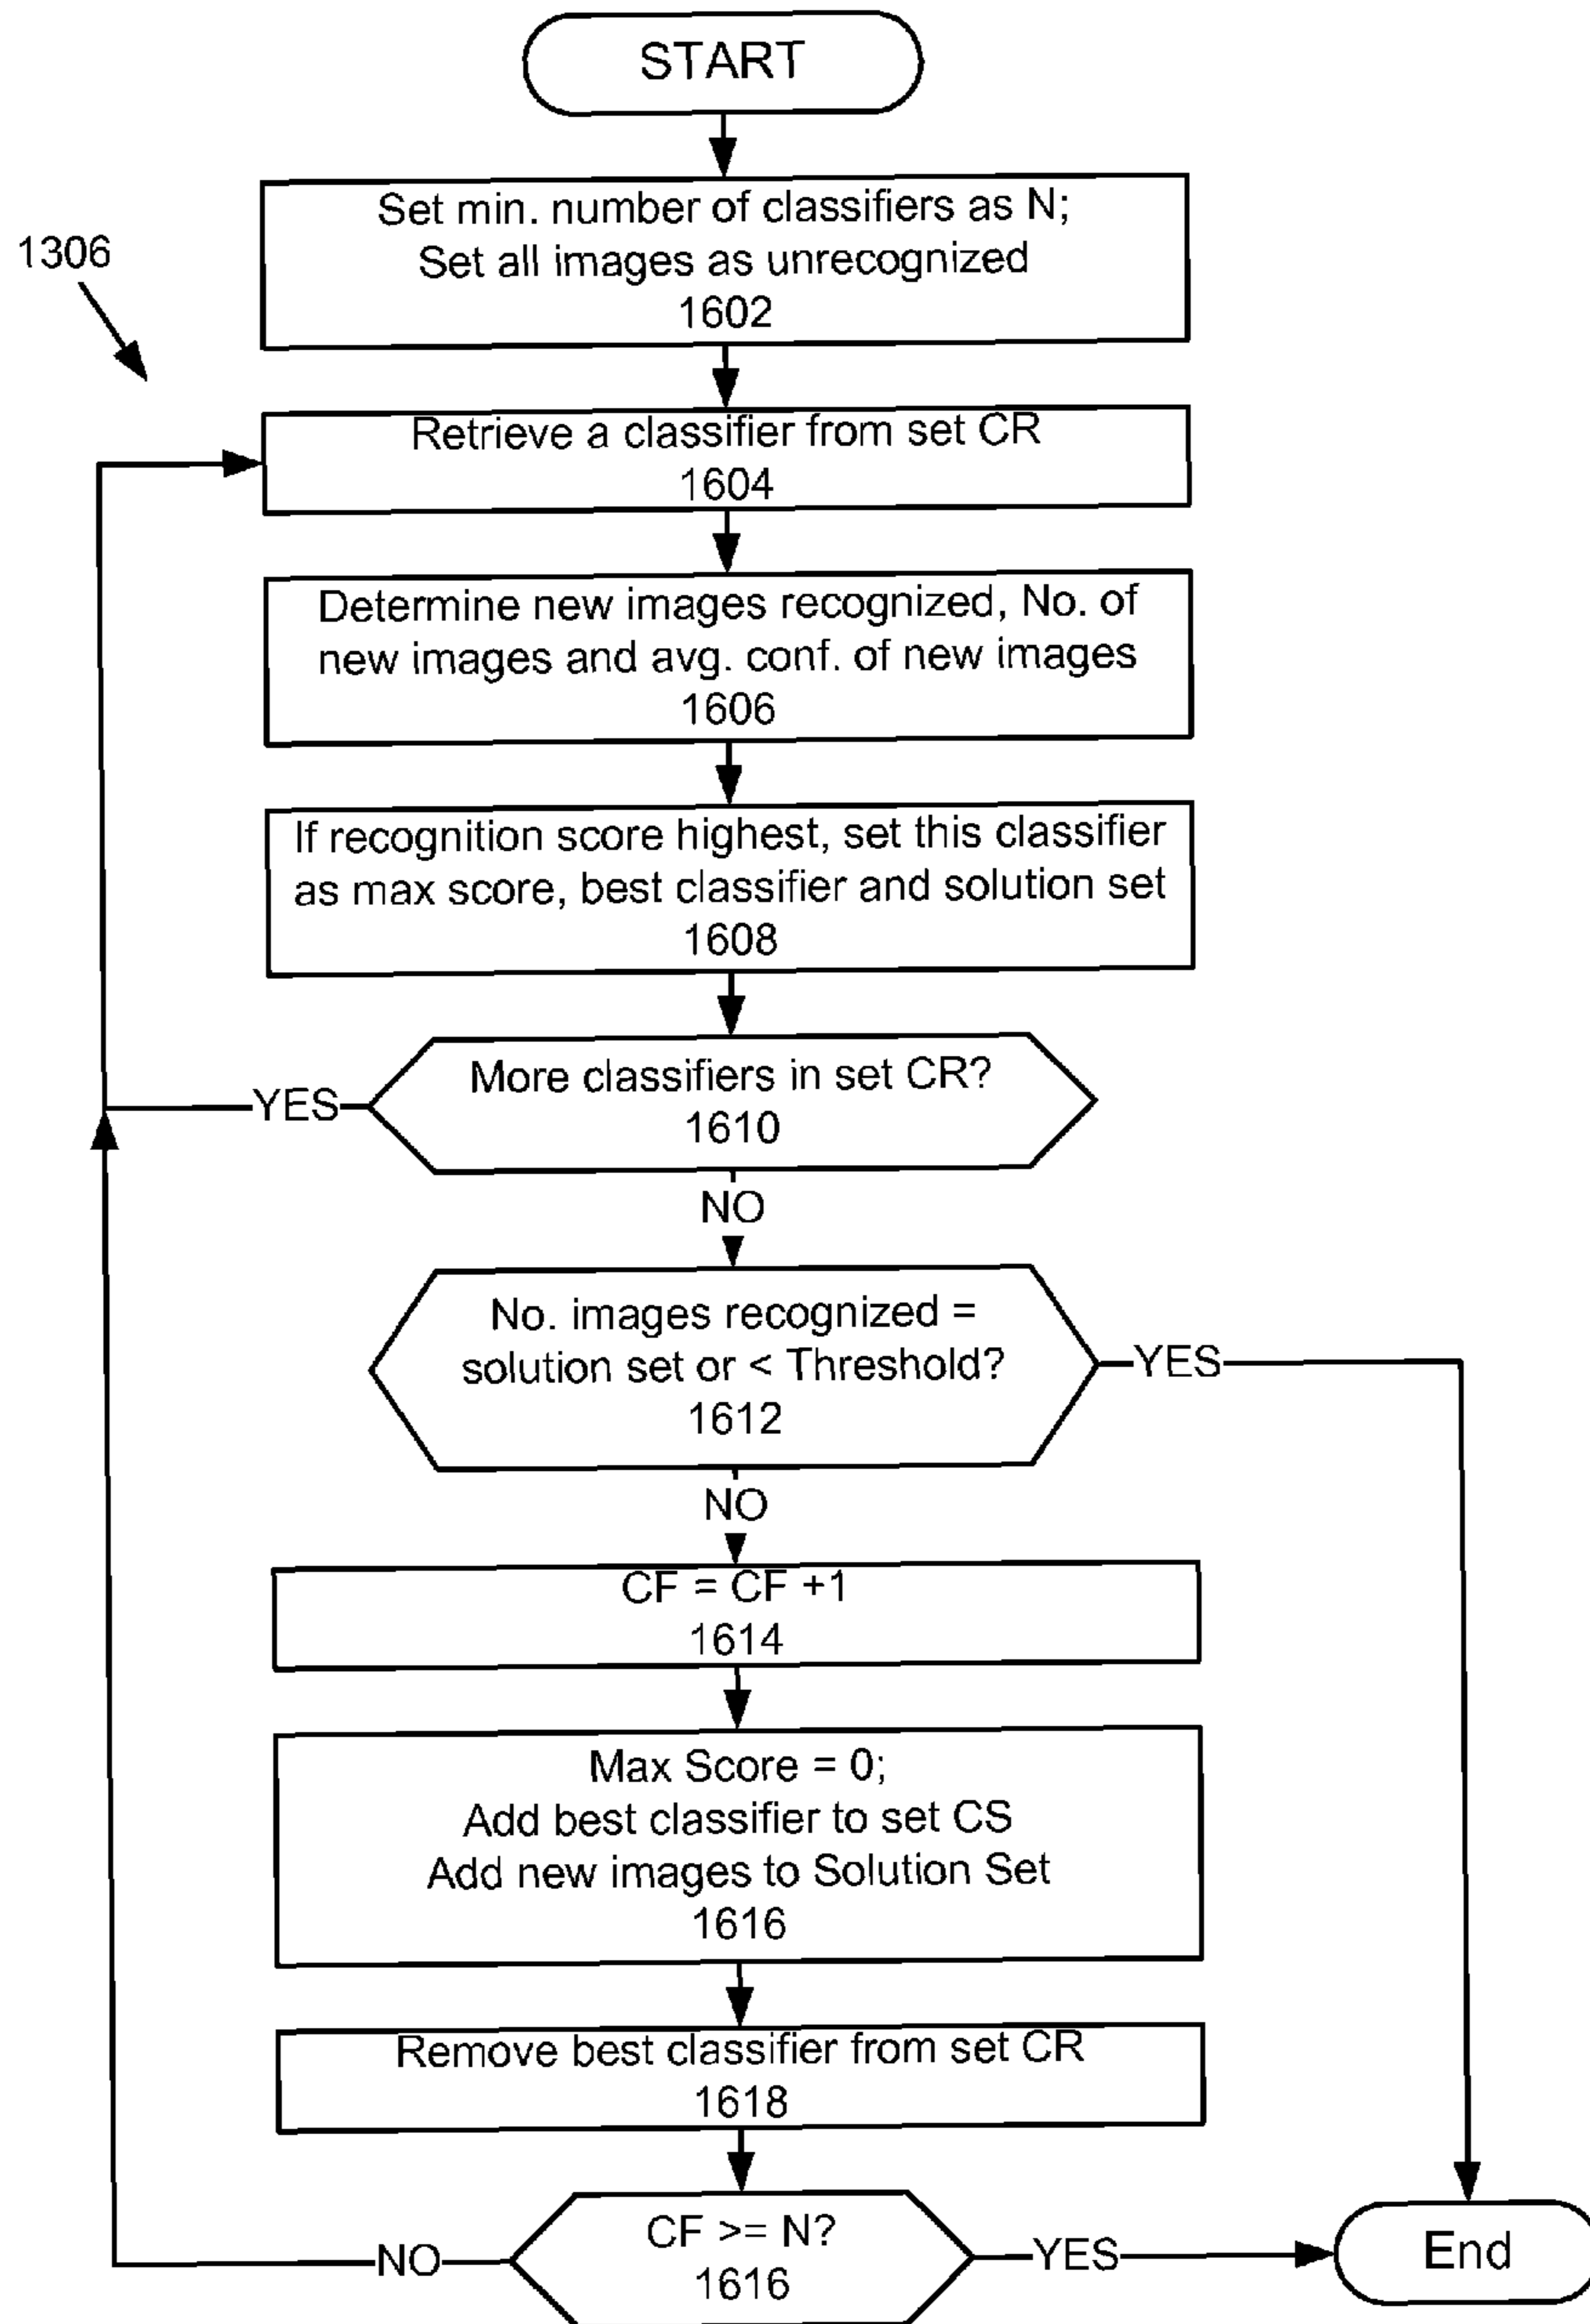 START
Set min. number of classifiers as N;
Set all images as unrecognized
1602
1306
Retrieve a classifier from set CR
1604
Determine new images recognized, No. of
new images and avg. conf. of new images
1606
If recognition score highest, set this classifier
as max score, best classifier and solution set
1608
More classifiers in set CR?
1610
YES
NO
No. images recognized =
solution set or < Threshold?
1612
YES
NO
CF = CF +1
1614
Max Score = 0;
Add best classifier to set CS
Add new images to Solution Set
1616
Remove best classifier from set CR
1618
CF >= N?
1616
NO
YES
End